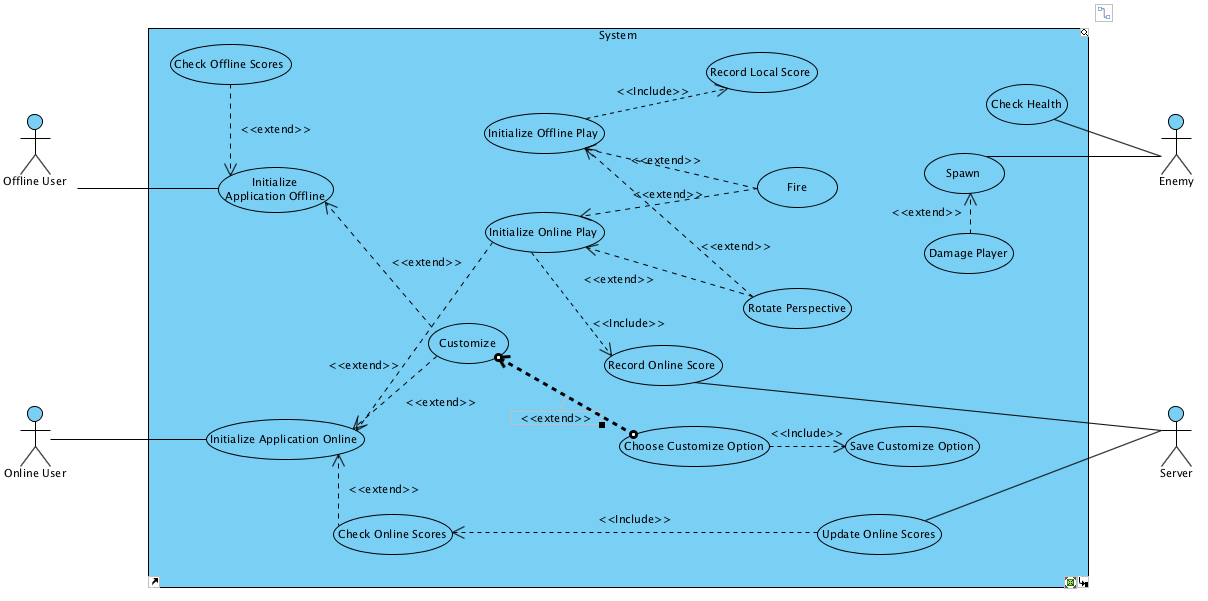 System
Check Offline Scores
Record Local Score
<<Include>>
Check Health
<<extend>>
Initialize Offline Play
<<extend>>
Offline User
Initialize
Application Offline
Fire
Spawn
Enemy
<<extend>>
<<extend>>
Initialize Online Play
<<extend>>
Damage Player
<<extend>>
<<extend>>
Rotate Perspective
<<Include>>
Customize
<<extend>>
Record Online Score
<<extend>>
<<extend>>
Initialize Application Online
Choose Customize Option
<<Include>>
Save Customize Option
Online User
Server
<<extend>>
<<Include>>
Check Online Scores
Update Online Scores